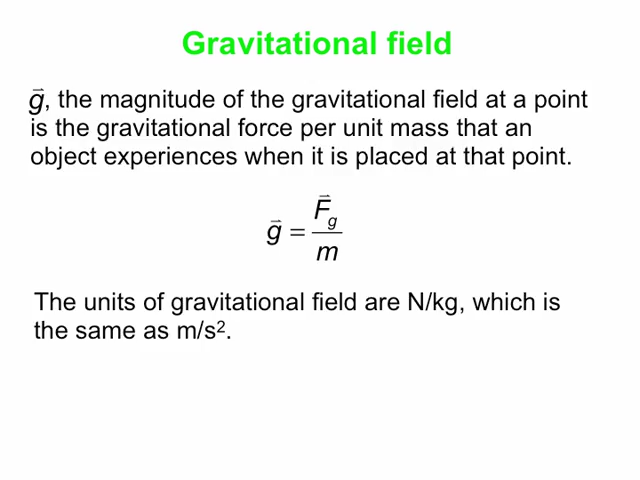 Gravitational field
g⃗, the magnitude of the gravitational field at a point
is the gravitational force per unit mass that an
object experiences when it is placed at that point.
g⃗ = F⃗g / m
The units of gravitational field are N/kg, which is
the same as m/s².